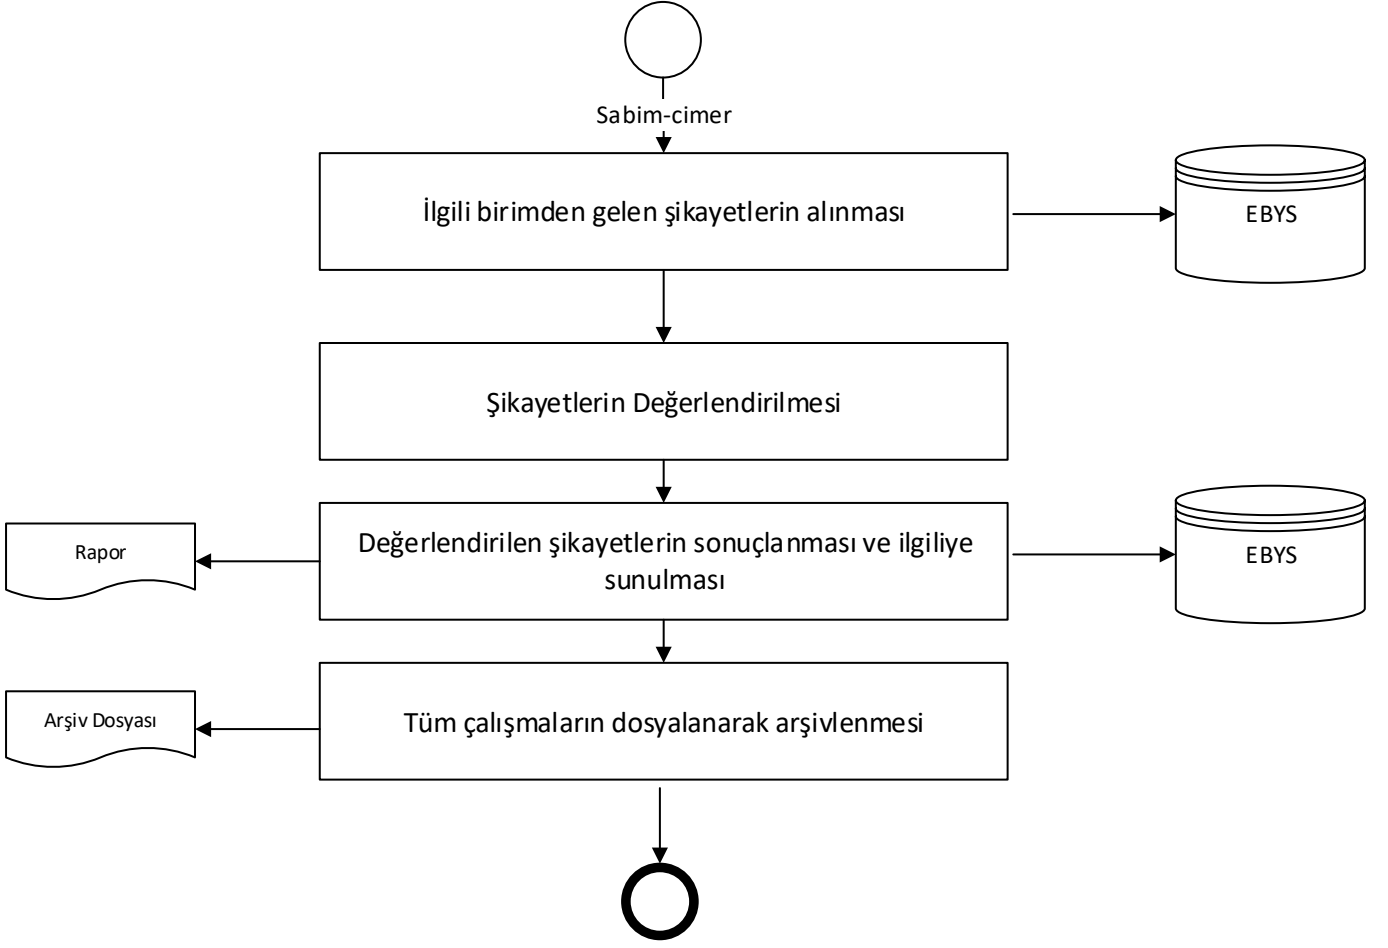 Sabim-cimer
İlgili birimden gelen şikayetlerin alınması
EBYS
Şikayetlerin Değerlendirilmesi
Rapor
Değerlendirilen şikayetlerin sonuçlanması ve ilgiliye
sunulması
EBYS
Arşiv Dosyası
Tüm çalışmaların dosyalanarak arşivlenmesi